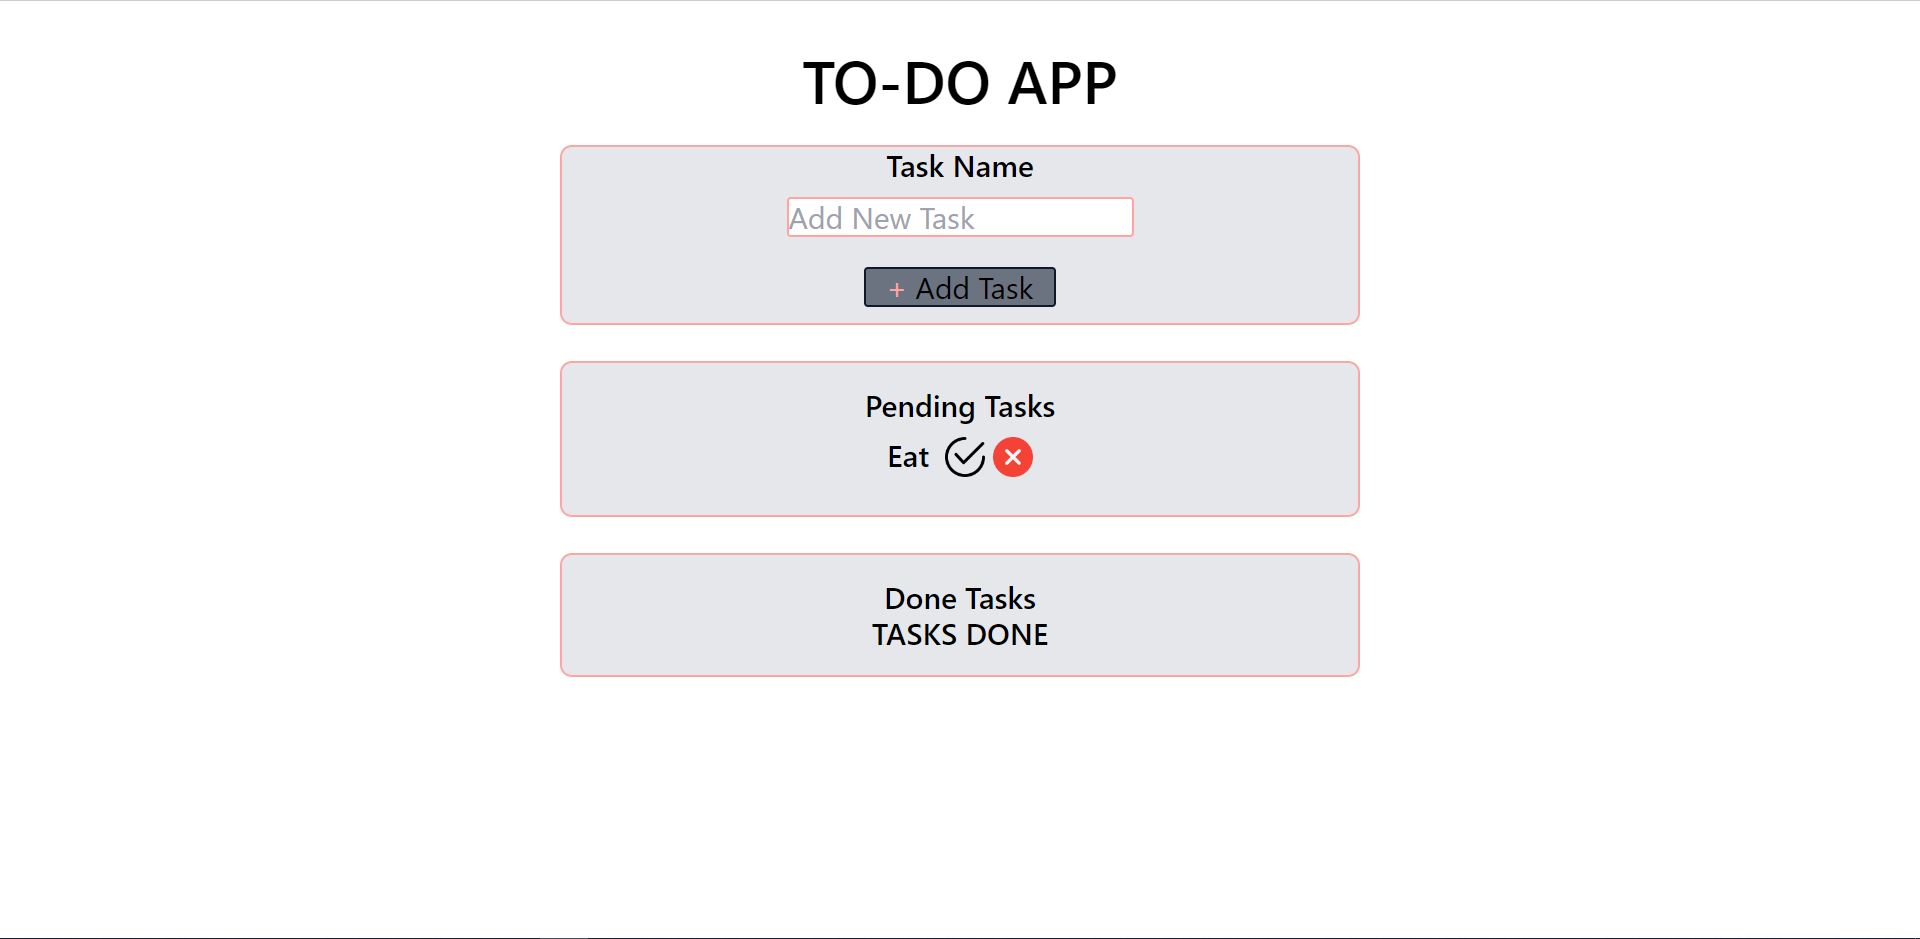 TO-DO APP
Task Name
Add New Task
+ Add Task
Pending Tasks
Eat
Done Tasks
TASKS DONE